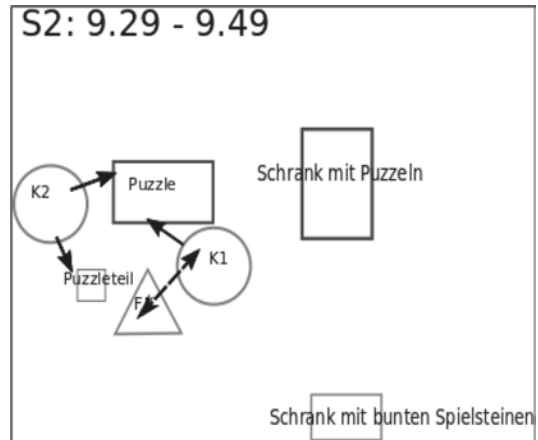 S2: 9.29 - 9.49
Schrank mit Puzzeln
Puzzle
K2
K1
Puzzleteil
Schrank mit bunten Spielsteinen